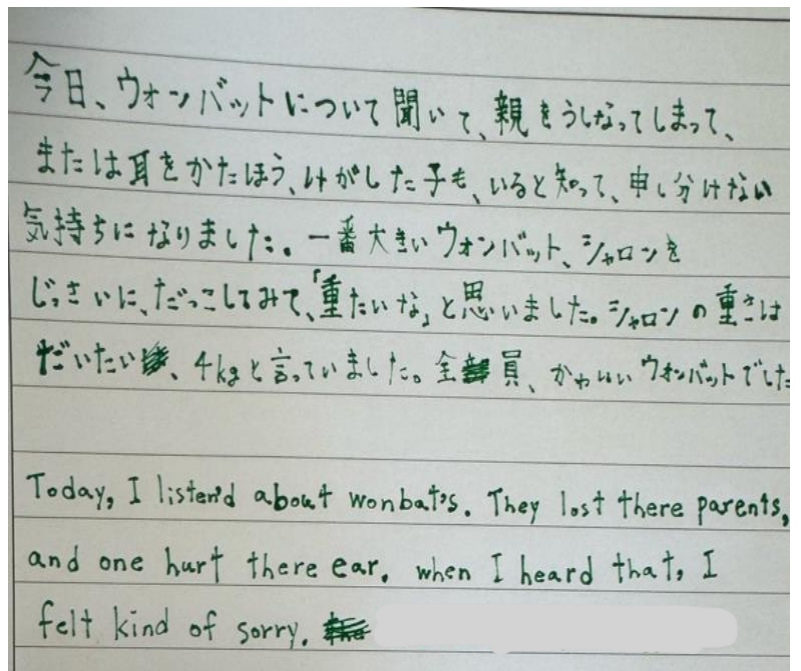 今日、ウォンバットについて聞いて、親をうしなってしまって、
または耳をかたほう、けがした子も、いると知って、申し分けない
気持ちになりました。一番大きいウォンバット、シャロンを
じっさいに、だっこしてみて、「重たいな」と思いました。シャロンの重さは
だいたい、4kgと言っていました。全員、かわいいウォンバットでした
Today, I listen'd about wonbat's. They lost there parents,
and one hurt there ear. when I heard that, I
felt kind of sorry.